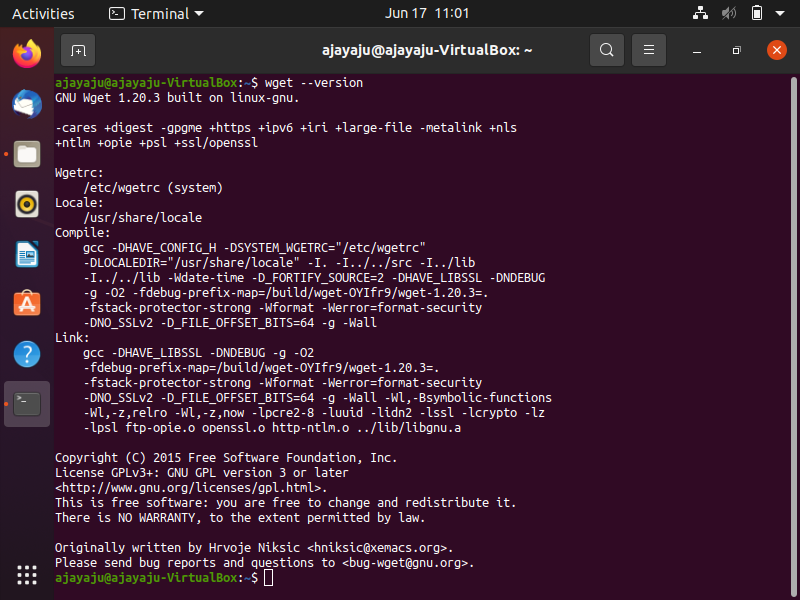 Activities Terminal Jun 17 11:01
ajayaju@ajayaju-VirtualBox: ~
ajayaju@ajayaju-VirtualBox:~$ wget --version
GNU Wget 1.20.3 built on linux-gnu.
-cares +digest -gpgme +https +ipv6 +iri +large-file -metalink +nls
+ntlm +opie +psl +ssl/openssl
Wgetrc:
/etc/wgetrc (system)
Locale:
/usr/share/locale
Compile:
gcc -DHAVE_CONFIG_H -DSYSTEM_WGETRC="/etc/wgetrc"
-DLOCALEDIR="/usr/share/locale" -I. -I../../src -I../lib
-I../../lib -Wdate-time -D_FORTIFY_SOURCE=2 -DHAVE_LIBSSL -DNDEBUG
-g -O2 -fdebug-prefix-map=/build/wget-OYIfr9/wget-1.20.3=.
-fstack-protector-strong -Wformat -Werror=format-security
-DNO_SSLv2 -D_FILE_OFFSET_BITS=64 -g -Wall
Link:
gcc -DHAVE_LIBSSL -DNDEBUG -g -O2
-fdebug-prefix-map=/build/wget-OYIfr9/wget-1.20.3=.
-fstack-protector-strong -Wformat -Werror=format-security
-DNO_SSLv2 -D_FILE_OFFSET_BITS=64 -g -Wall -Wl,-Bsymbolic-functions
-Wl,-z,relro -Wl,-z,now -lpcre2-8 -luuid -lidn2 -lssl -lcrypto -lz
-lpsl ftp-opie.o openssl.o http-ntlm.o ../lib/libgnu.a
Copyright (C) 2015 Free Software Foundation, Inc.
License GPLv3+: GNU GPL version 3 or later
<http://www.gnu.org/licenses/gpl.html>.
This is free software: you are free to change and redistribute it.
There is NO WARRANTY, to the extent permitted by law.
Originally written by Hrvoje Niksic <hniksic@xemacs.org>.
Please send bug reports and questions to <bug-wget@gnu.org>.
ajayaju@ajayaju-VirtualBox:~$